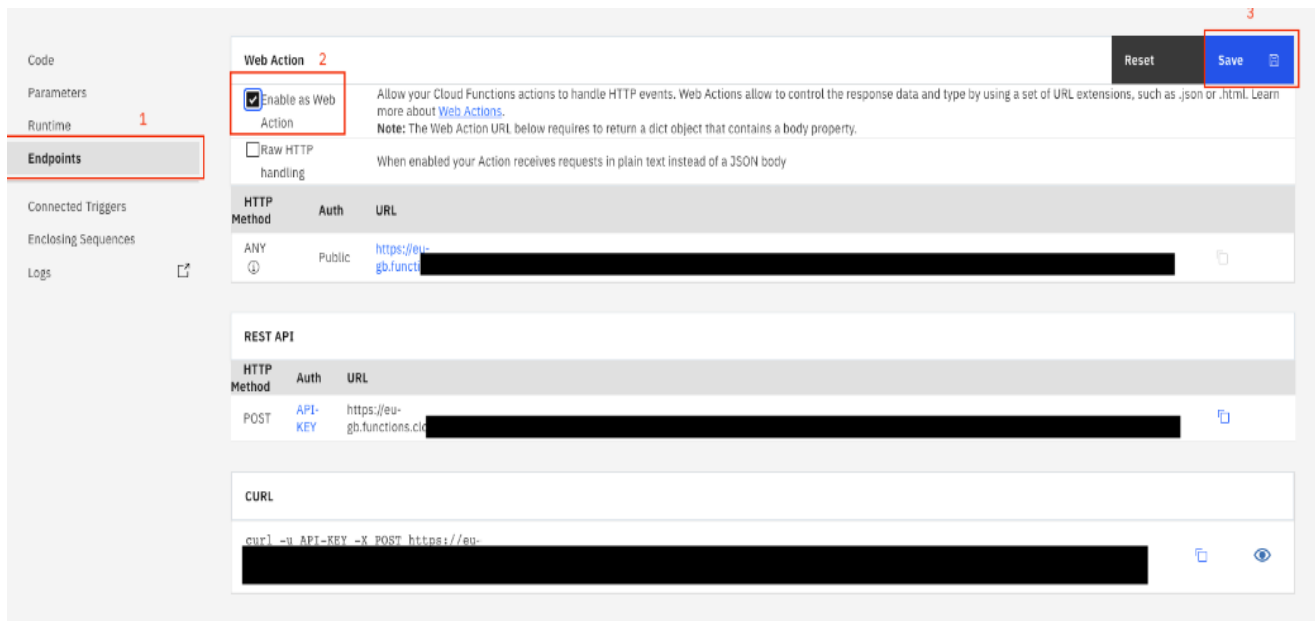 3
Code
Parameters
Runtime
1
Endpoints
Connected Triggers
Enclosing Sequences
Logs
Web Action 2
Reset
Save
Enable as Web
Action
Allow your Cloud Functions actions to handle HTTP events. Web Actions allow to control the response data and type by using a set of URL extensions, such as .json or .html. Learn
more about Web Actions.
Note: The Web Action URL below requires to return a dict object that contains a body property.
Raw HTTP
handling
When enabled your Action receives requests in plain text instead of a JSON body
HTTP
Method
Auth
URL
ANY
Public
https://eu-
gb.functi
REST API
HTTP
Method
Auth
URL
POST
API-
KEY
https://eu-
gb.functions.clo
CURL
curl -u API-KEY -X POST https://eu-